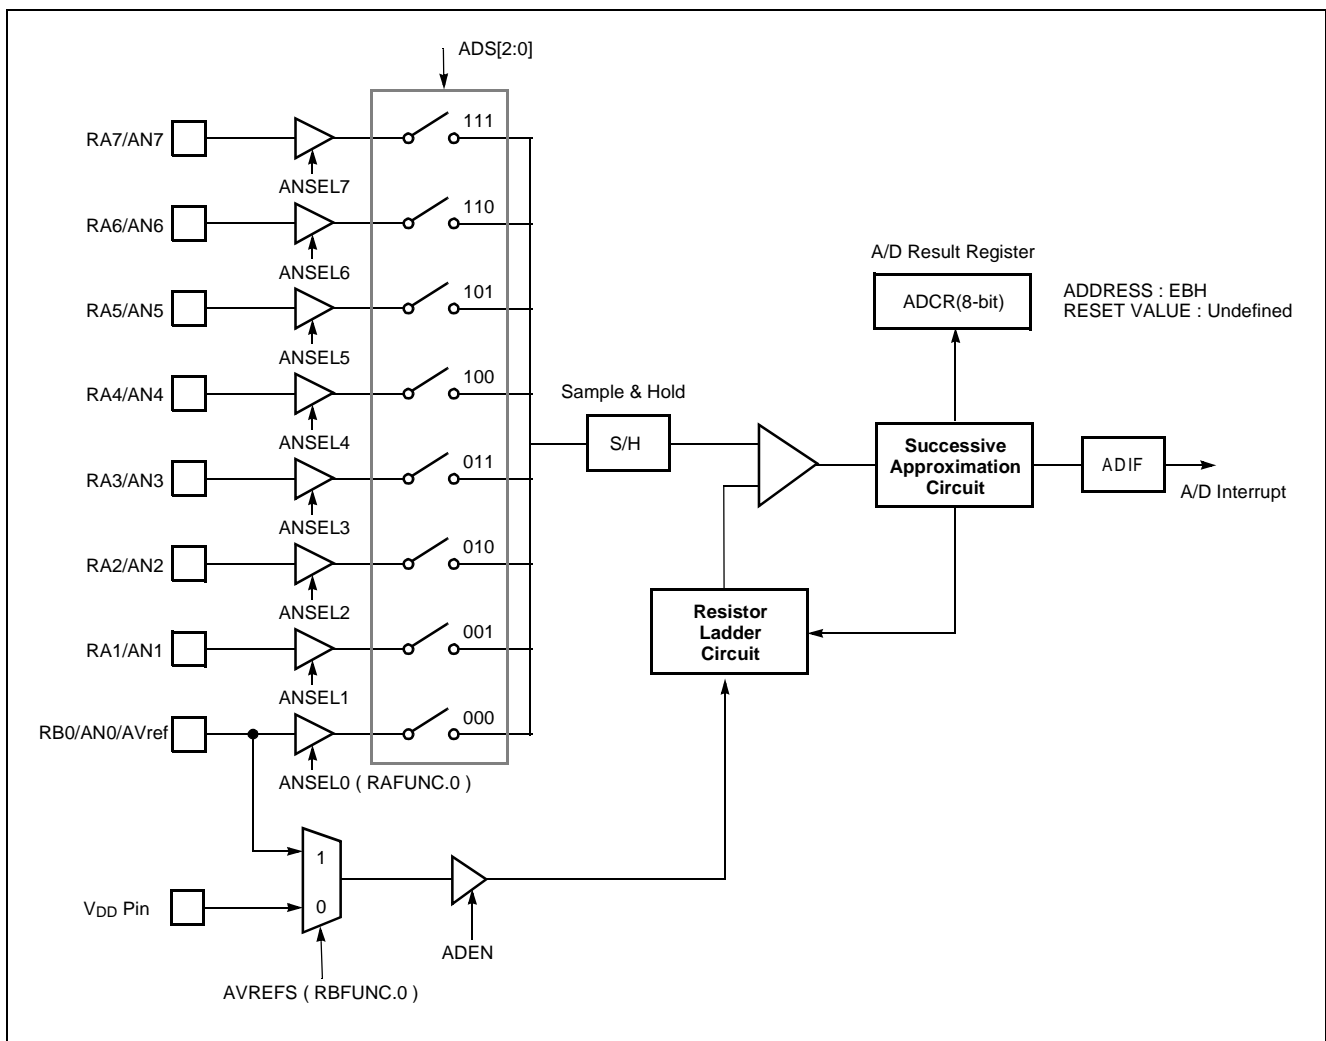 ADS[2:0]
RA7/AN7
111
ANSEL7
RA6/AN6
110
ANSEL6
RA5/AN5
101
ANSEL5
RA4/AN4
100
ANSEL4
RA3/AN3
011
ANSEL3
RA2/AN2
010
ANSEL2
RA1/AN1
001
ANSEL1
RB0/AN0/AVref
000
ANSEL0 ( RAFUNC.0 )
Sample & Hold
S/H
A/D Result Register
ADCR(8-bit)
ADDRESS : EBH
RESET VALUE : Undefined
Successive
Approximation
Circuit
ADIF
A/D Interrupt
Resistor
Ladder
Circuit
1
0
VDD Pin
ADEN
AVREFS ( RBFUNC.0 )